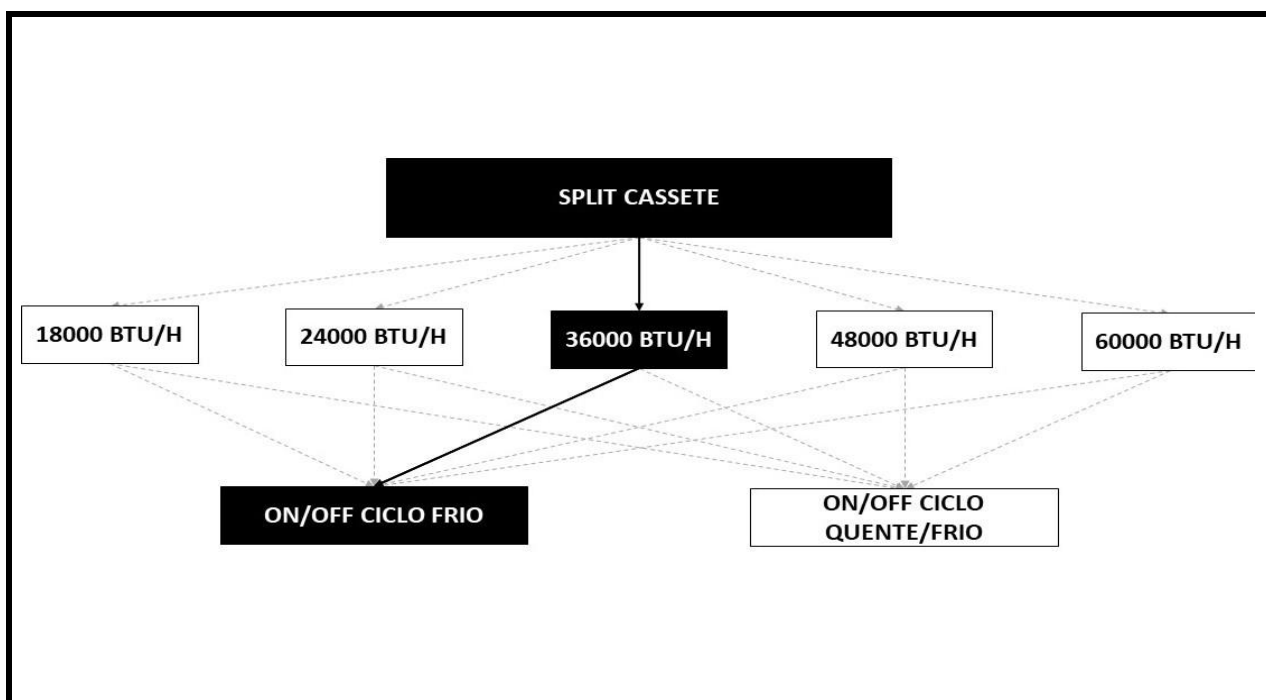 SPLIT CASSETE
18000 BTU/H
24000 BTU/H
36000 BTU/H
48000 BTU/H
60000 BTU/H
ON/OFF CICLO FRIO
ON/OFF CICLO
QUENTE/FRIO